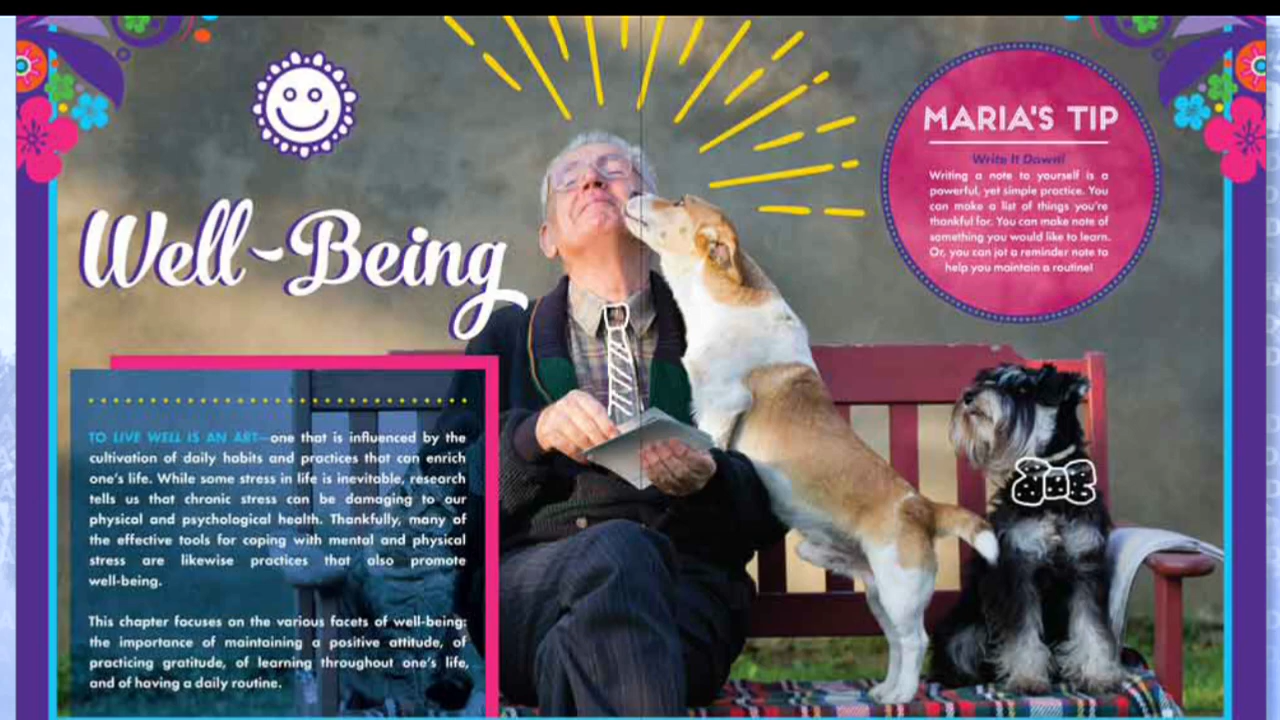 Well-Being
TO LIVE WELL IS AN ART—one that is influenced by the
cultivation of daily habits and practices that can enrich
one's life. While some stress in life is inevitable, research
tells us that chronic stress can be damaging to our
physical and psychological health. Thankfully, many of
the effective tools for coping with mental and physical
stress are likewise practices that also promote
well-being.
This chapter focuses on the various facets of well-being:
the importance of maintaining a positive attitude, of
practicing gratitude, of learning throughout one's life,
and of having a daily routine.
MARIA'S TIP
Write It Down!
Writing a note to yourself is a
powerful, yet simple practice. You
can make a list of things you're
thankful for. You can make note of
something you would like to learn.
Or, you can jot a reminder note to
help you maintain a routine!